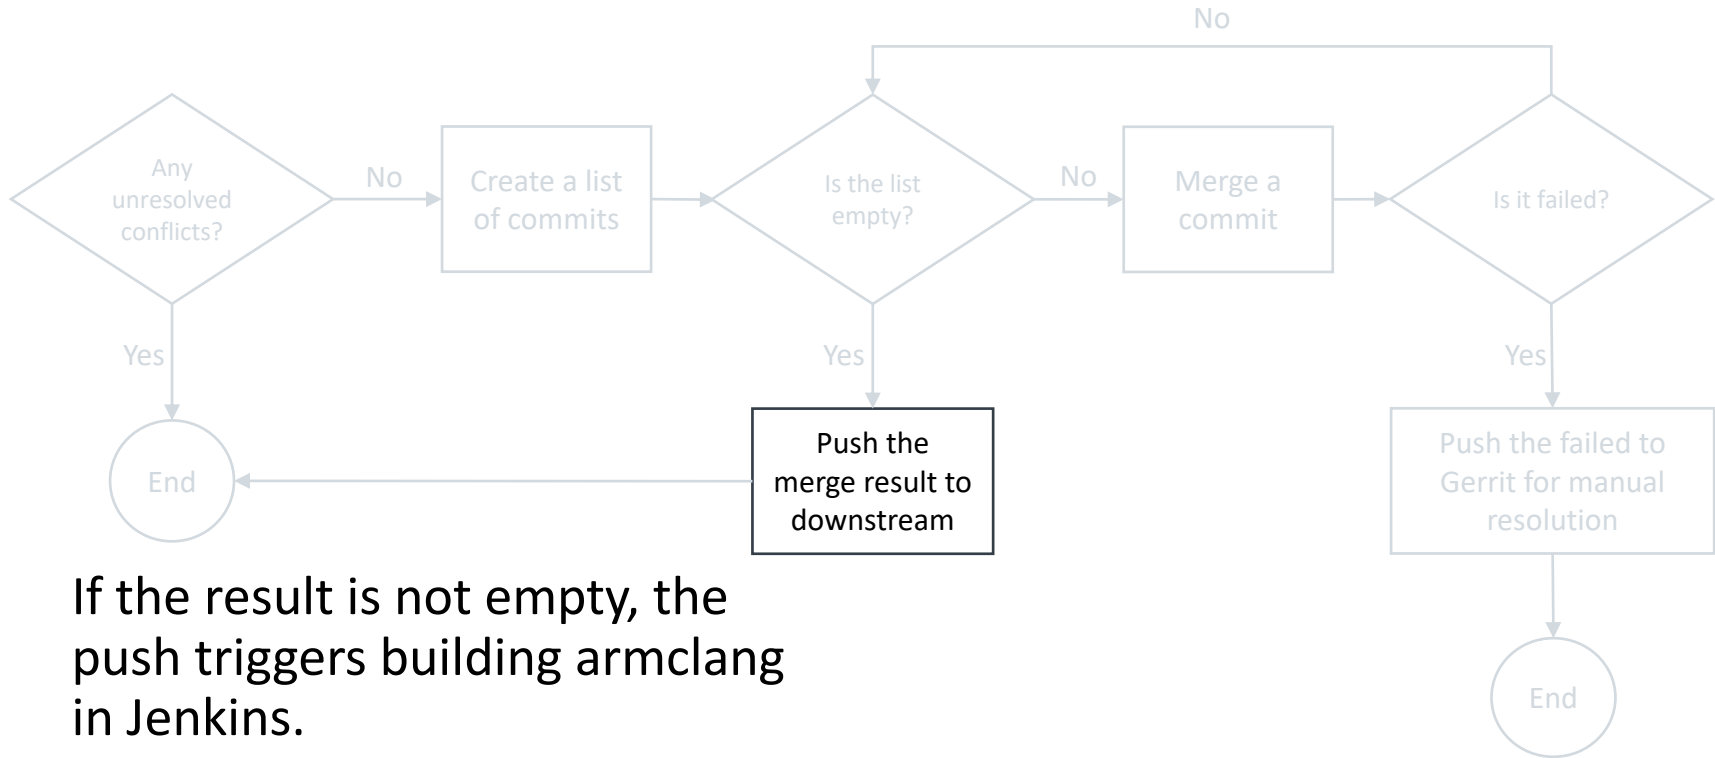 No
Any
unresolved
conflicts?
No
Create a list
of commits
Is the list
empty?
No
Merge a
commit
Is it failed?
Yes
Yes
Yes
End
Push the
merge result to
downstream
Push the failed to
Gerrit for manual
resolution
If the result is not empty, the
push triggers building armclang
in Jenkins.
End